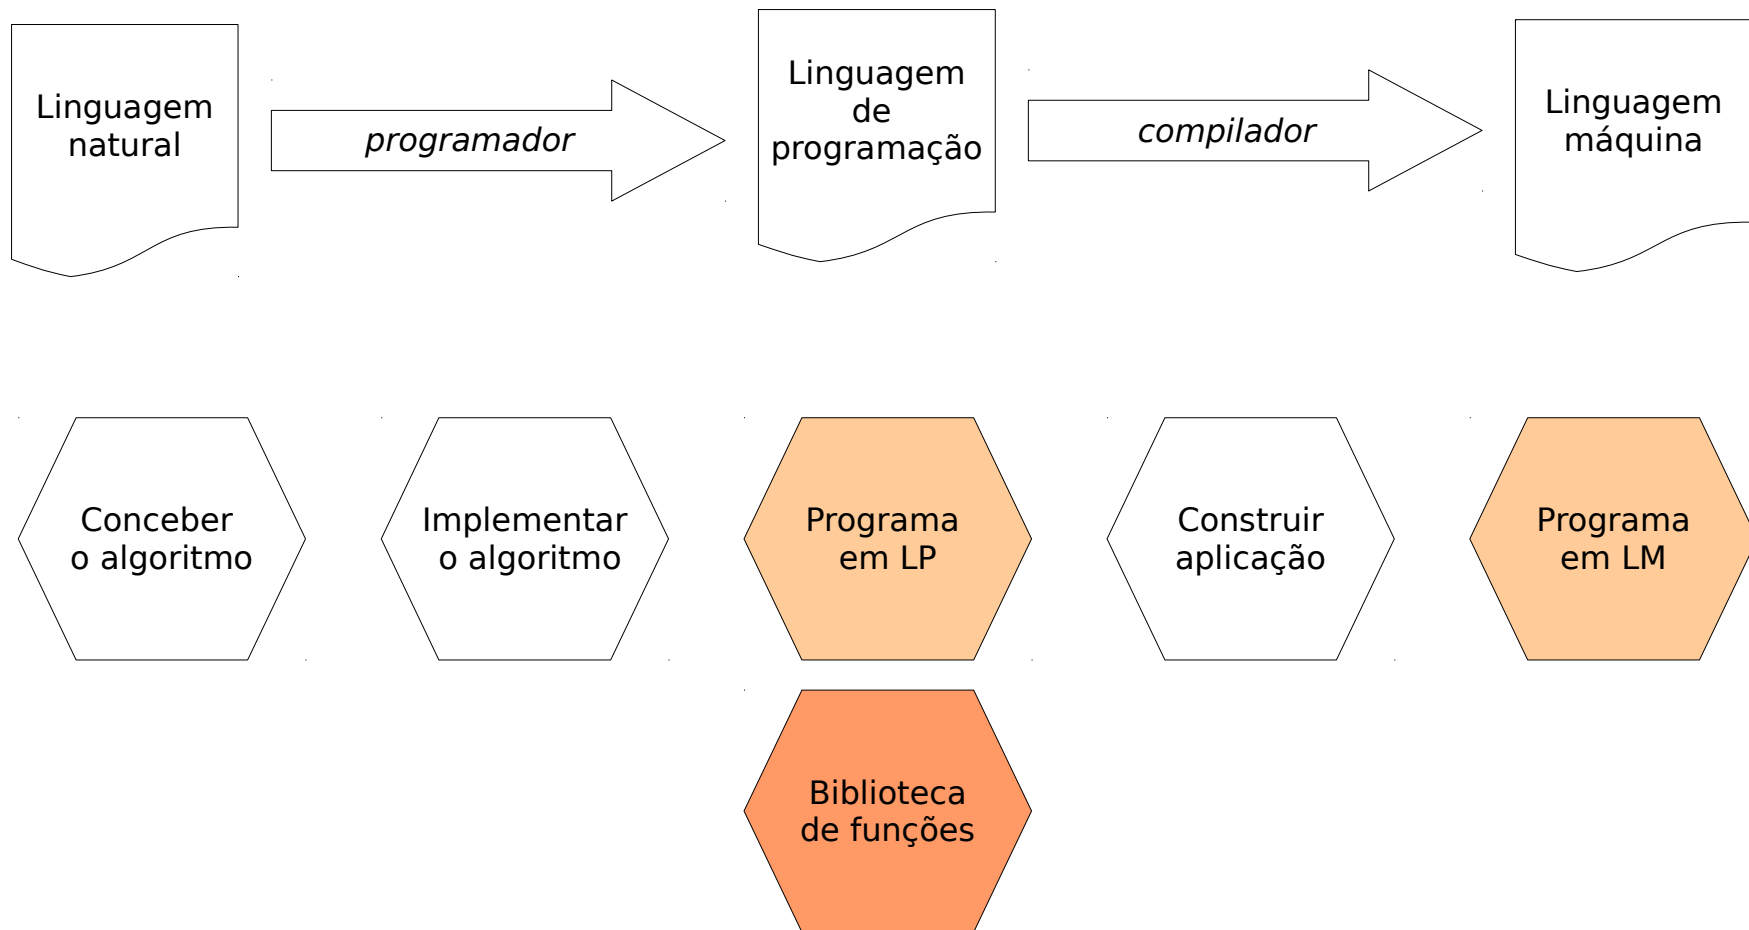 Linguagem
natural
programador
Linguagem
de
programação
compilador
Linguagem
máquina
Conceber
o algoritmo
Implementar
o algoritmo
Programa
em LP
Construir
aplicação
Programa
em LM
Biblioteca
de funções